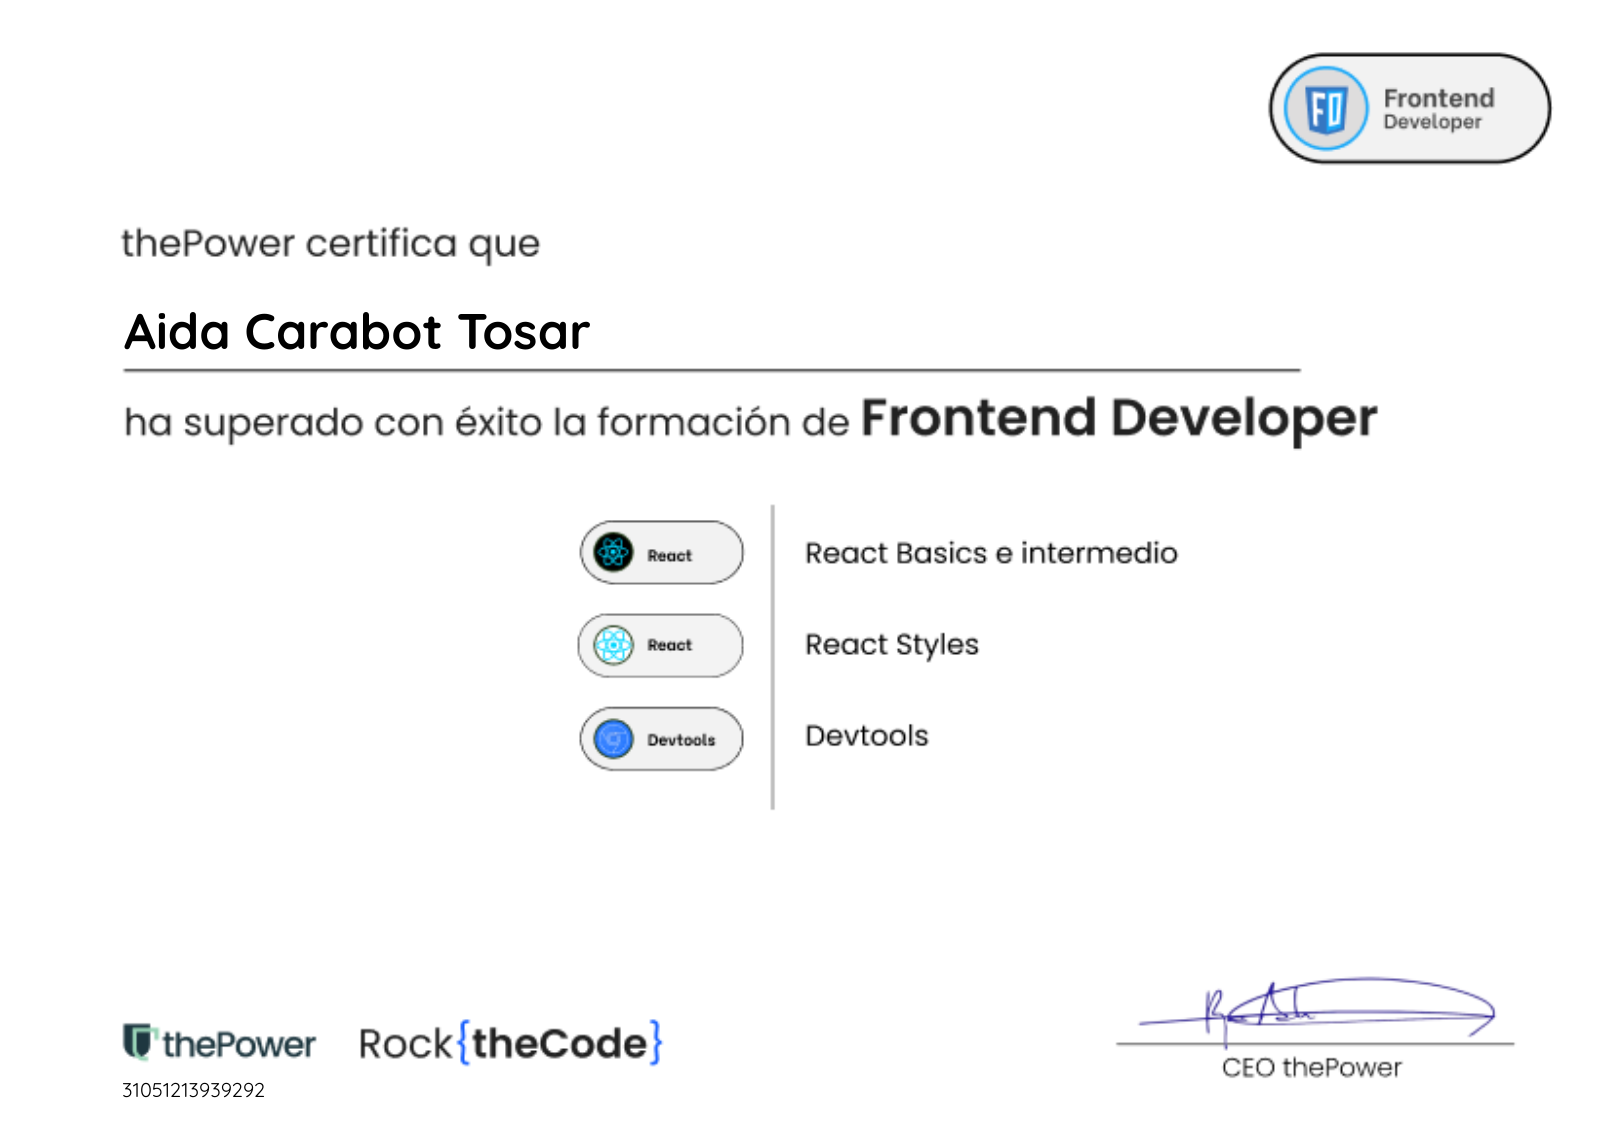 Frontend
Developer
thePower certifica que
Aida Carabot Tosar
ha superado con éxito la formación de Frontend Developer
React
React Basics e intermedio
React
React Styles
Devtools
Devtools
thePower
Rock{theCode}
31051213939292
CEO thePower